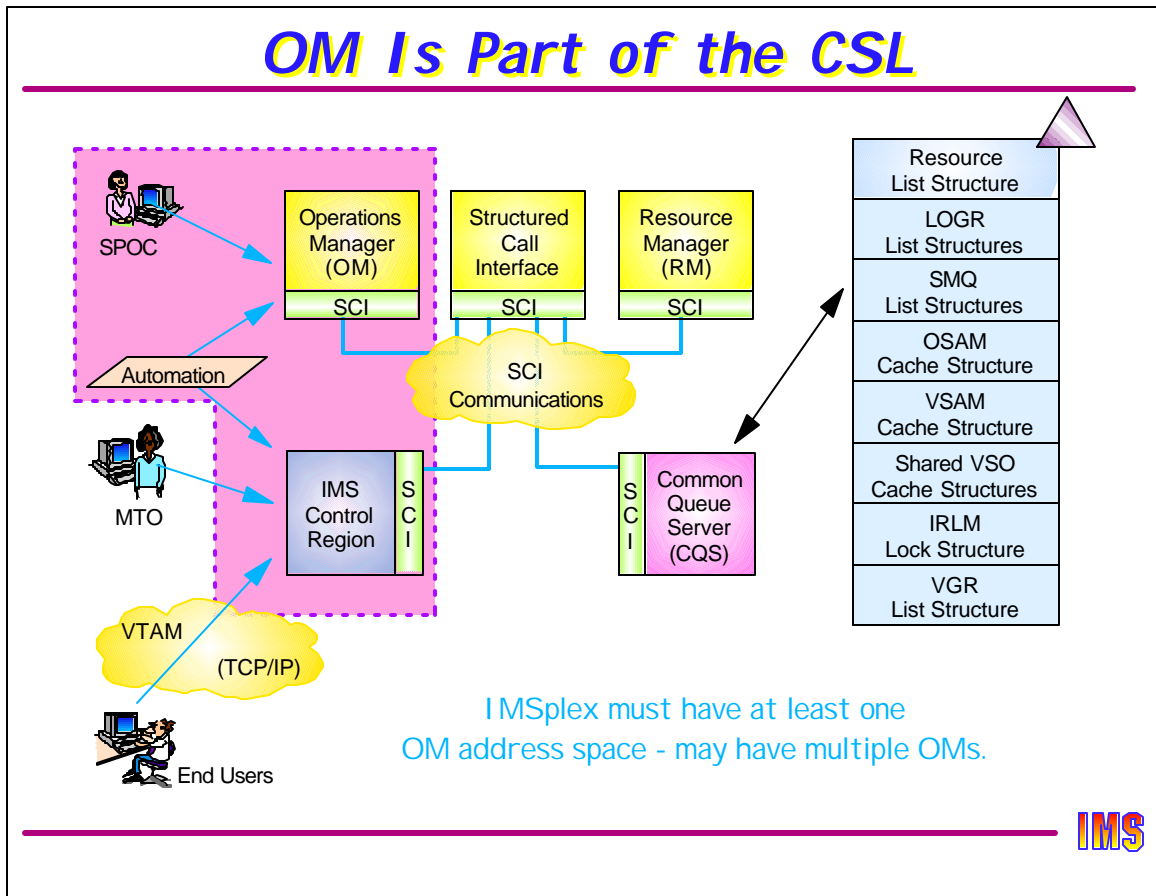 OM Is Part of the CSL
SPOC
Operations
Manager
(OM)
SCI
Structured
Call
Interface
SCI
Resource
Manager
(RM)
SCI
Automation
SCI
Communications
MTO
IMS
Control
Region
S
C
I
S
C
I
Common
Queue
Server
(CQS)
VTAM
(TCP/IP)
End Users
Resource
List Structure
LOGR
List Structures
SMQ
List Structures
OSAM
Cache Structure
VSAM
Cache Structure
Shared VSO
Cache Structures
IRLM
Lock Structure
VGR
List Structure
IMSplex must have at least one
OM address space - may have multiple OMs.
IMS